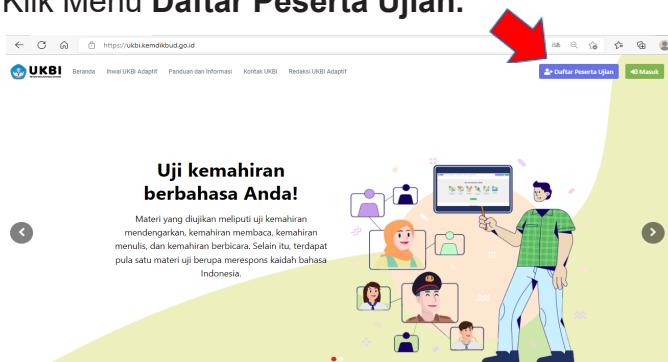 Klik Menu Daftar Peserta Ujian.
https://ukbi.kemdikbud.go.id
UKBI Beranda Ihwal UKBI Adaptif Panduan dan Informasi Kontak UKBI Redaksi UKBI Adaptif Daftar Peserta Ujian Masuk
Uji kemahiran
berbahasa Anda!
Materi yang diujikan meliputi uji kemahiran
mendengarkan, kemahiran membaca, kemahiran
menulis, dan kemahiran berbicara. Selain itu, terdapat
pula satu materi uji berupa merespons kaidah bahasa
Indonesia.